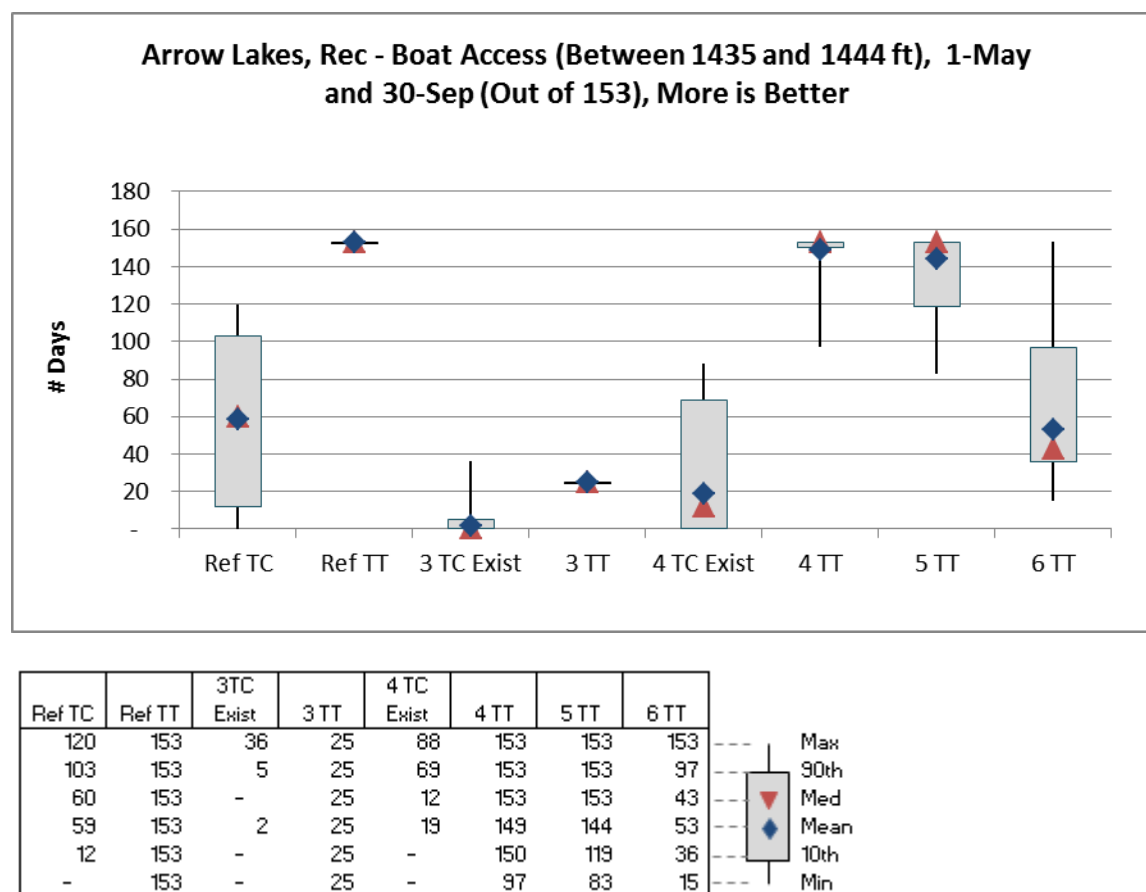 Arrow Lakes, Rec - Boat Access (Between 1435 and 1444 ft), 1-May
and 30-Sep (Out of 153), More is Better
# Days
180
160
140
120
100
80
60
40
20
-
Ref TC Ref TT 3 TC Exist 3 TT 4 TC Exist 4 TT 5 TT 6 TT
3TC 4 TC
Ref TC Ref TT Exist 3 TT Exist 4 TT 5 TT 6 TT
120 153 36 25 88 153 153 153 Max
103 153 5 25 69 153 153 97 90th
60 153 - 25 12 153 153 43 Med
59 153 2 25 19 149 144 53 Mean
12 153 - 25 - 150 119 36 10th
- 153 - 25 - 97 83 15 Min